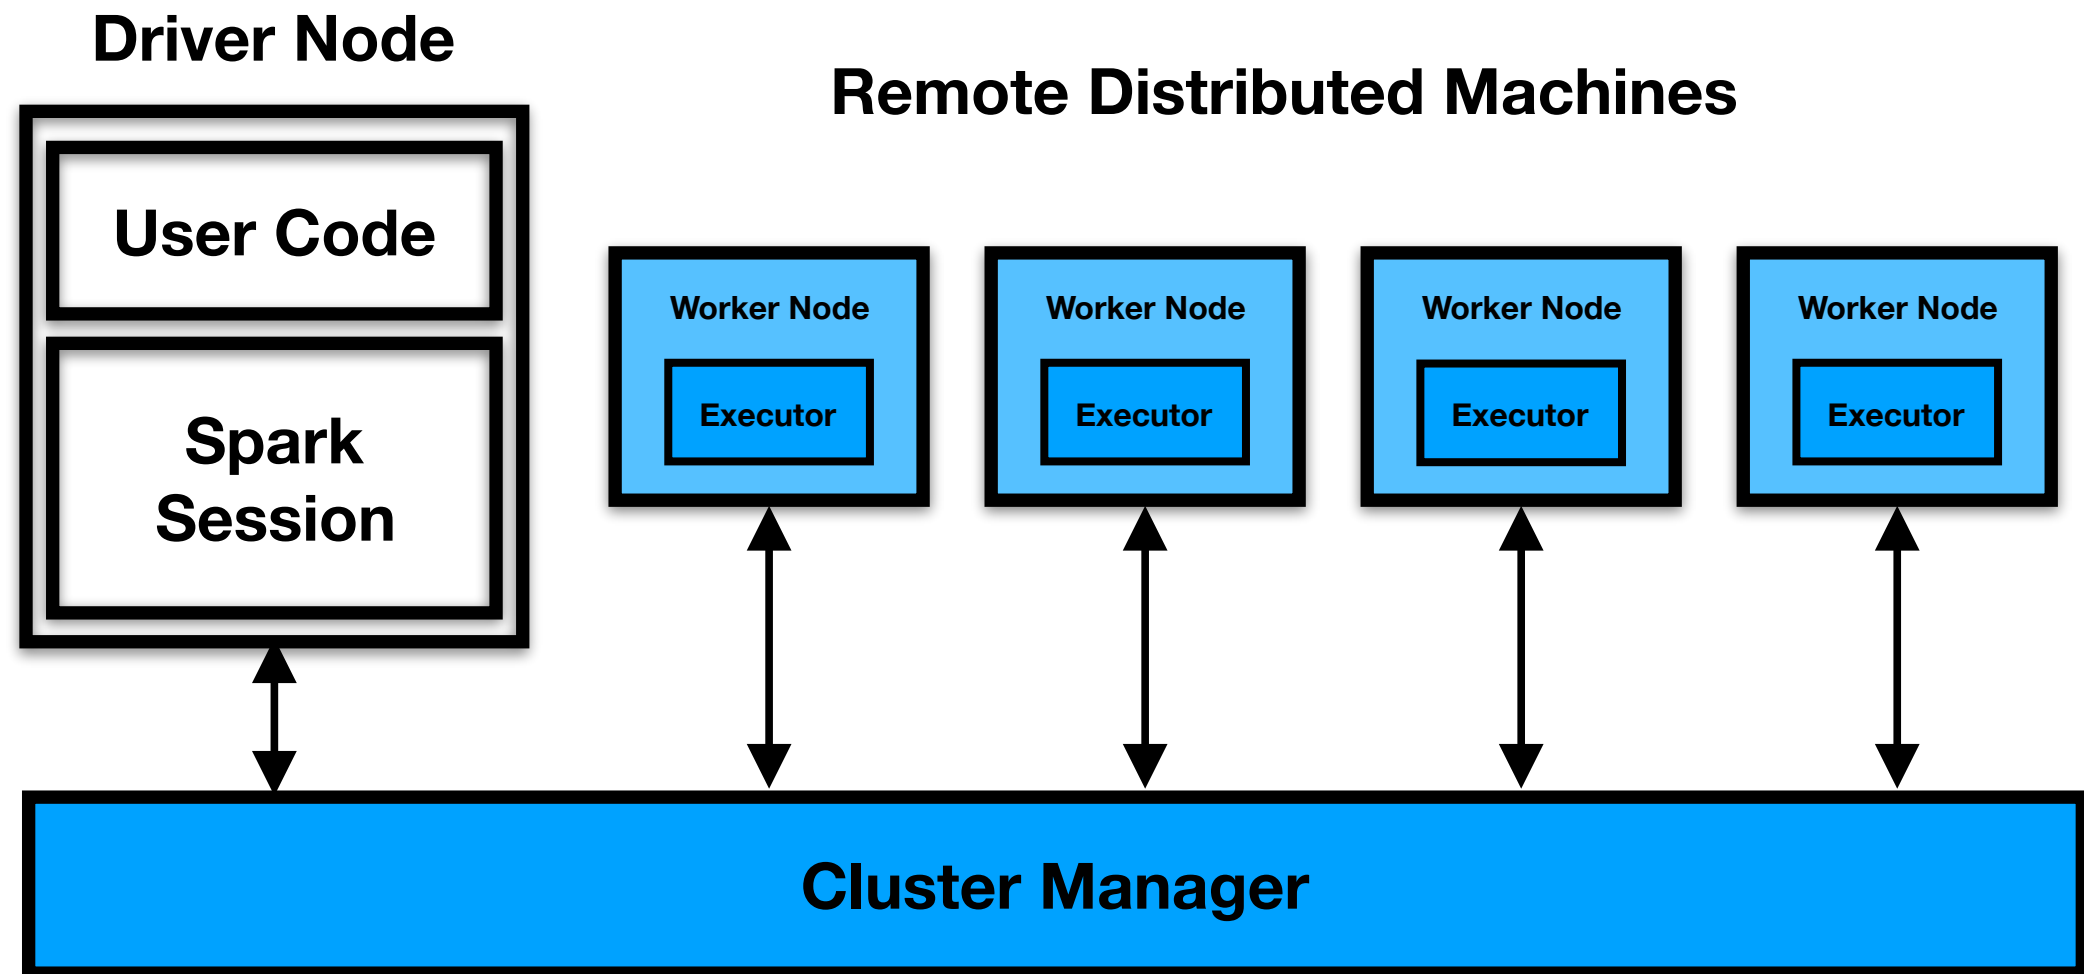 Driver Node
Remote Distributed Machines
User Code
Spark
Session
Worker Node
Executor
Worker Node
Executor
Worker Node
Executor
Worker Node
Executor
Cluster Manager